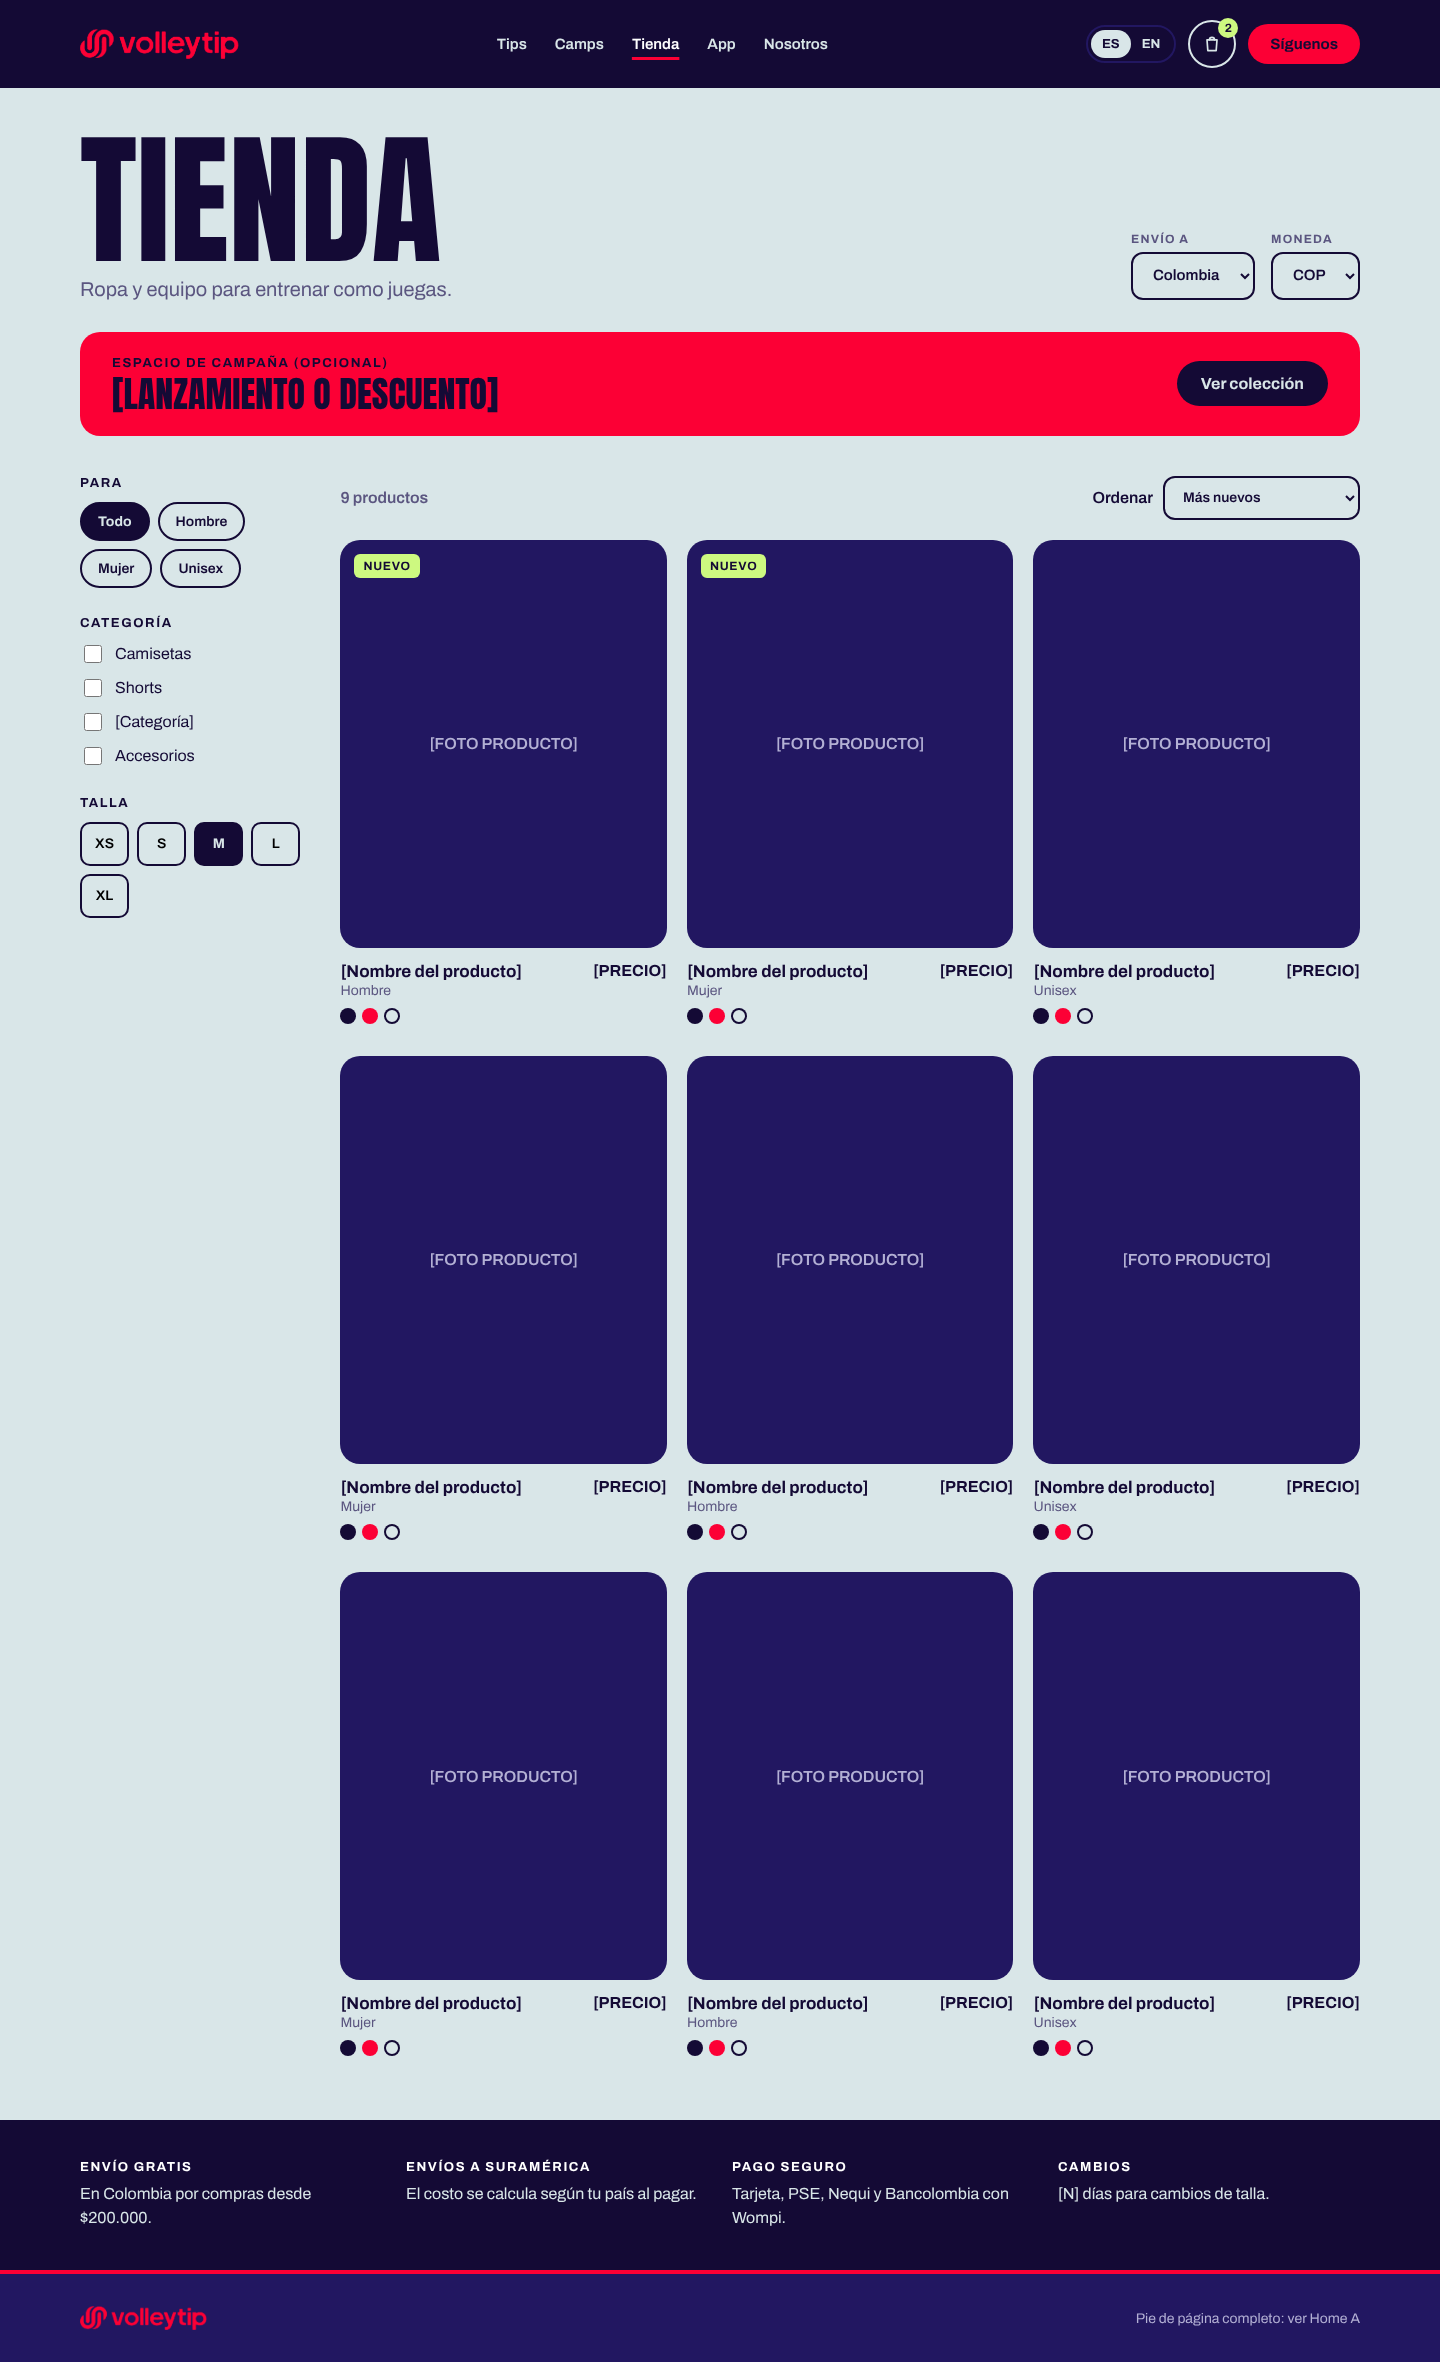 volleytip
Tips
Camps
Tienda
App
Nosotros
ES
EN
2
Síguenos
TIENDA
Ropa y equipo para entrenar como juegas.
ENVÍO A
MONEDA
Colombia
COP
ESPACIO DE CAMPAÑA (OPCIONAL)
[LANZAMIENTO O DESCUENTO]
Ver colección
PARA
Todo
Hombre
Mujer
Unisex
CATEGORÍA
Camisetas
Shorts
[Categoría]
Accesorios
TALLA
XS
S
M
L
XL
9 productos
Ordenar
Más nuevos
NUEVO
[FOTO PRODUCTO]
[Nombre del producto]
[PRECIO]
Hombre
NUEVO
[FOTO PRODUCTO]
[Nombre del producto]
[PRECIO]
Mujer
[FOTO PRODUCTO]
[Nombre del producto]
[PRECIO]
Unisex
[FOTO PRODUCTO]
[Nombre del producto]
[PRECIO]
Mujer
[FOTO PRODUCTO]
[Nombre del producto]
[PRECIO]
Hombre
[FOTO PRODUCTO]
[Nombre del producto]
[PRECIO]
Unisex
[FOTO PRODUCTO]
[Nombre del producto]
[PRECIO]
Mujer
[FOTO PRODUCTO]
[Nombre del producto]
[PRECIO]
Hombre
[FOTO PRODUCTO]
[Nombre del producto]
[PRECIO]
Unisex
ENVÍO GRATIS
En Colombia por compras desde
$200.000.
ENVÍOS A SURAMÉRICA
El costo se calcula según tu país al pagar.
PAGO SEGURO
Tarjeta, PSE, Nequi y Bancolombia con
Wompi.
CAMBIOS
[N] días para cambios de talla.
volleytip
Pie de página completo: ver Home A